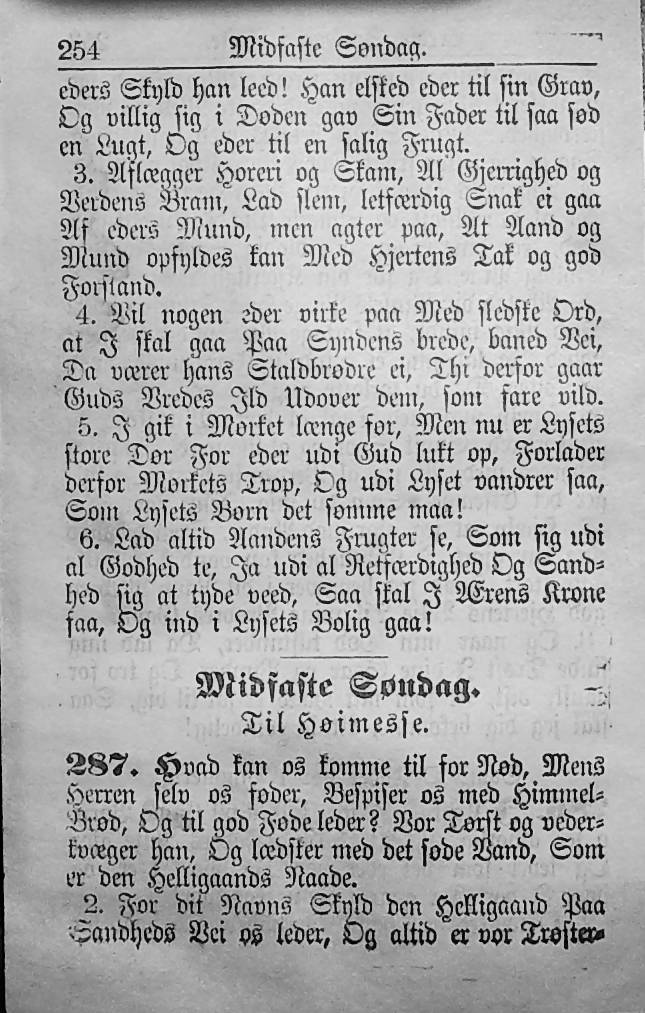 254 Midfaste Søndag.
eders Skyld han leed! Han elsked eder til sin Grav,
Og villig sig i Døden gav Sin Fader til saa sød
en Lugt, Og eder til en salig Frugt.
3. Aflægger Horeri og Skam, Al Gjerrighed og
Verdens Bram, Lad slem, letfærdig Snak ei gaa
Af eders Mund, men agter paa, At Aand og
Mund opfyldes kan Med Hjertens Tak og god
Forstand.
4. Vil nogen eder virke paa Med sledske Ord,
at I skal gaa Paa Syndens brede, baned Vei,
Da værer hans Staldbrødre ei, Thi derfor gaar
Guds Vredes Ild Udover dem, som fare vild.
5. I gik i Mørket længe før, Men nu er Lysets
store Dør For eder udi Gud lukt op, Forlader
derfor Mørkets Trop, Og udi Lyset vandrer saa,
Som Lysets Børn det sømme maa!
6. Lad altid Aandens Frugter se, Som sig udi
al Godhed te, Ja udi al Retfærdighed Og Sand-
hed sig at tyde veed, Saa skal I Ærens Krone
faa, Og ind i Lysets Bolig gaa!
Midfaste Søndag.
Til Høimesse.
287. Hvad kan os komme til for Nød, Mens
Herren selv os føder, Bespiser os med Himmel-
Brød, Og til god Føde leder? Vor Tørst og veder-
kvæger han, Og lædsker med det søde Vand, Som
er den Helligaands Naade.
2. For dit Navns Skyld den Helligaand Paa
Sandheds Vei os leder, Og altid er vor Trøster-